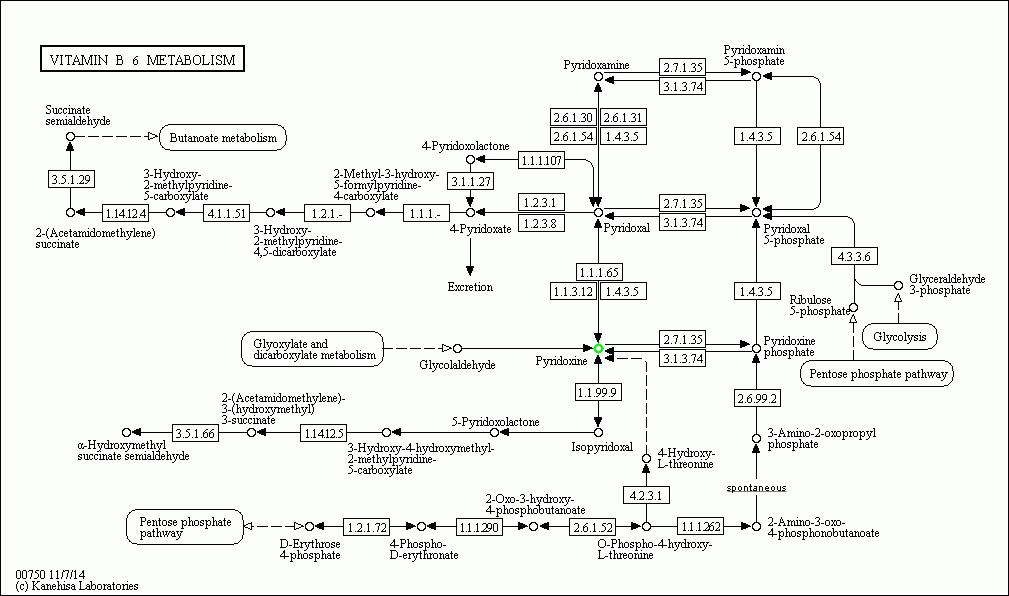 VITAMIN B 6 METABOLISM
Pyridoxamine
2.7.1.35
3.1.3.74
Pyridoxamin
5-phosphate
Succinate
semialdehyde
Butanoate metabolism
2.6.1.30
2.6.1.31
2.6.1.54
1.4.3.5
1.4.3.5
2.6.1.54
4-Pyridoxolactone
1.1.1.107
3.5.1.29
3-Hydroxy-
2-methylpyridine-
5-carboxylate
2-Methyl-3-hydroxy-
5-formylpyridine-
4-carboxylate
3.1.1.27
1.14.12.4
4.1.1.51
1.2.1.-
1.1.1.-
1.2.3.1
1.2.3.8
2.7.1.35
3.1.3.74
2-(Acetamidomethylene)
succinate
3-Hydroxy-
2-methylpyridine-
4,5-dicarboxylate
4-Pyridoxate
Pyridoxal
Pyridoxal
5-phosphate
4.3.3.6
Excretion
1.1.1.65
1.1.3.12
1.4.3.5
1.4.3.5
Glyceraldehyde
3-phosphate
Ribulose
5-phosphate
Glycolysis
Glyoxylate and
dicarboxylate metabolism
Glycolaldehyde
Pyridoxine
2.7.1.35
3.1.3.74
Pyridoxine
phosphate
Pentose phosphate pathway
1.1.99.9
2.6.99.2
2-(Acetamidomethylene)-
3-(hydroxymethyl)
3-succinate
5-Pyridoxolactone
3.5.1.66
1.14.12.5
α-Hydroxymethyl
succinate semialdehyde
3-Hydroxy-4-hydroxymethyl-
2-methylpyridine-
5-carboxylate
Isopyridoxal
3-Amino-2-oxopropyl
phosphate
4-Hydroxy-
L-threonine
spontaneous
4.2.3.1
2-Oxo-3-hydroxy-
4-phosphobutanoate
Pentose phosphate
pathway
1.2.1.72
1.1.1.290
2.6.1.52
1.1.1.262
D-Erythrose
4-phosphate
4-Phospho-
D-erythronate
O-Phospho-4-hydroxy-
L-threonine
2-Amino-3-oxo-
4-phosphonobutanoate
00750 11/7/14
(c) Kanehisa Laboratories